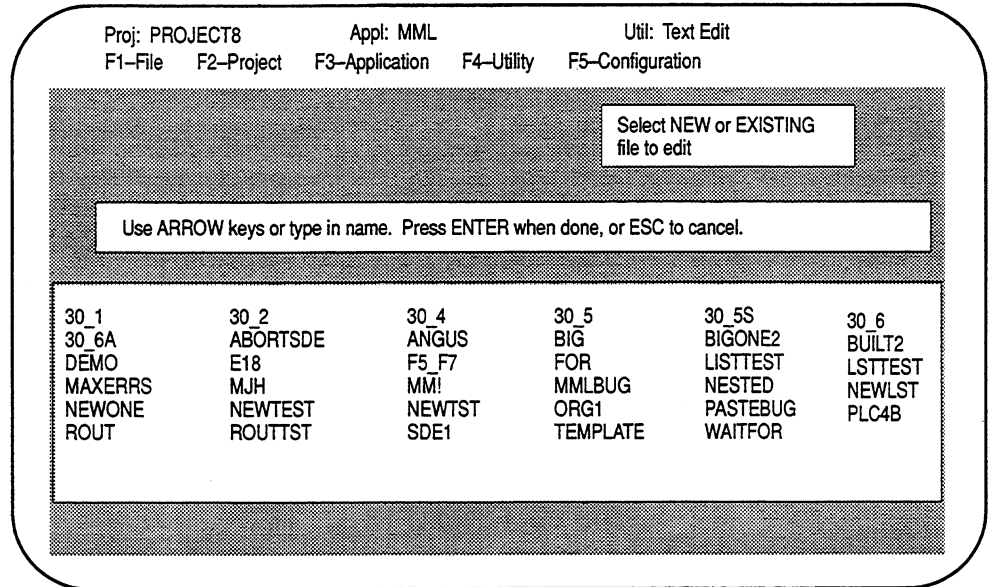 Proj: PROJECT8 Appl: MML Util: Text Edit
F1–File F2–Project F3–Application F4–Utility F5–Configuration
Select NEW or EXISTING
file to edit
Use ARROW keys or type in name. Press ENTER when done, or ESC to cancel.
30_1 30_2 30_4 30_5 30_5S 30_6
30_6A ABORTSDE ANGUS BIG BIGONE2 BUILT2
DEMO E18 F5_F7 FOR LISTTEST LSTTEST
MAXERRS MJH MM! MMLBUG NESTED NEWLST
NEWONE NEWTEST NEWTST ORG1 PASTEBUG PLC4B
ROUT ROUTTST SDE1 TEMPLATE WAITFOR